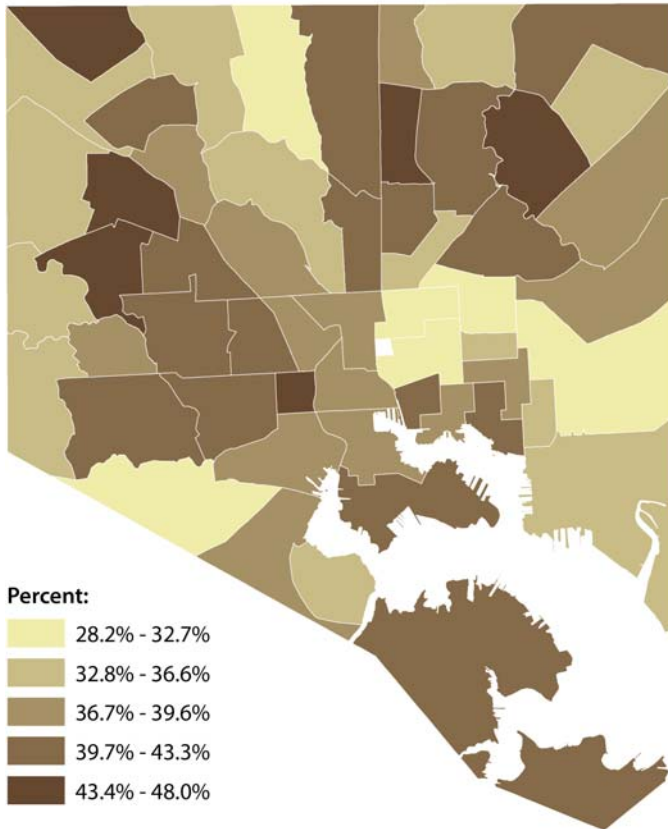 Percent:
28.2% - 32.7%
32.8% - 36.6%
36.7% - 39.6%
39.7% - 43.3%
43.4% - 48.0%